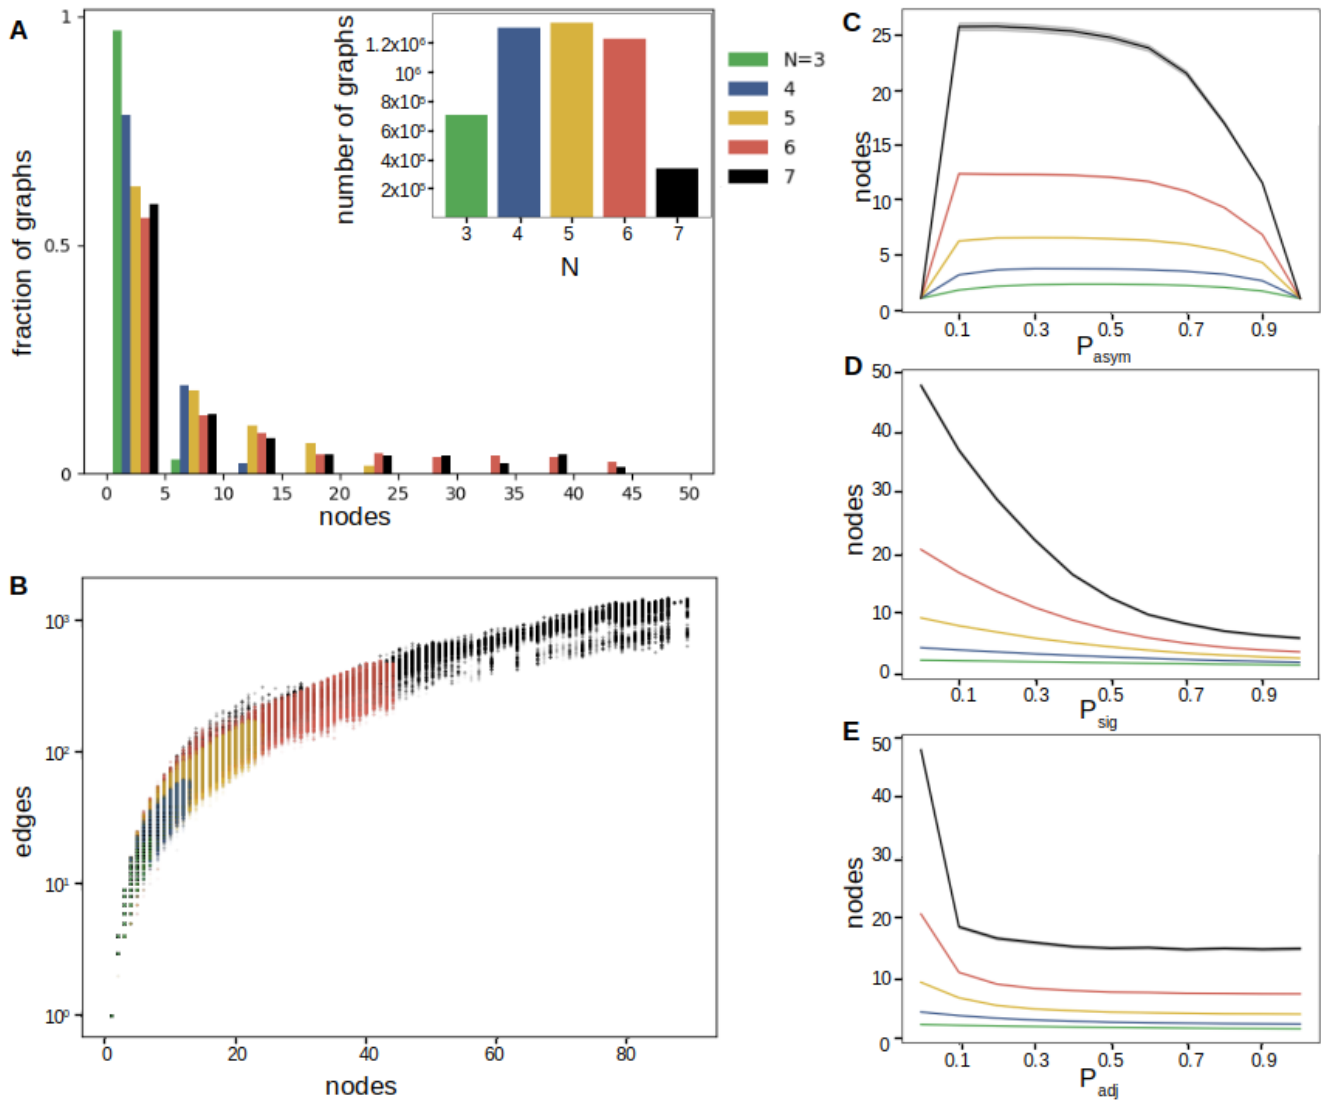 A
1
0.5
0
fraction of graphs
0 5 10 15 20 25 30 35 40 45 50
nodes
number of graphs
1.2x10⁶
10⁶
8x10⁵
6x10⁵
4x10⁵
2x10⁵
3 4 5 6 7
N
N=3
4
5
6
7
B
10³
10²
10¹
10⁰
edges
0 20 40 60 80
nodes
C
25
20
15
10
5
0
nodes
0.1 0.3 0.5 0.7 0.9
P_asym
D
50
40
30
20
10
0
nodes
0.1 0.3 0.5 0.7 0.9
P_sig
E
50
40
30
20
10
0
nodes
0.1 0.3 0.5 0.7 0.9
P_adj